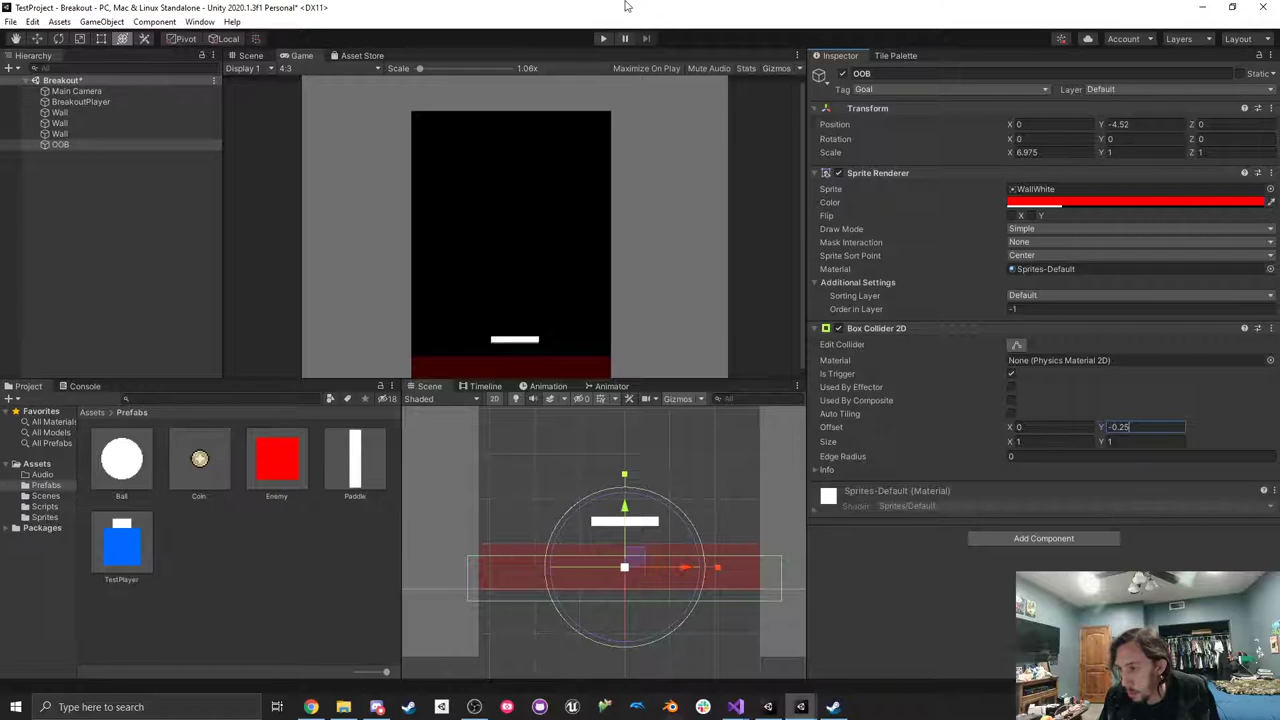 TestProject - Breakout - PC, Mac & Linux Standalone - Unity 2020.1.3f1 Personal* <DX11>
File Edit Assets GameObject Component Window Help
Pivot Local Account Layers Layout
Hierarchy
All
Breakout*
Main Camera
BreakoutPlayer
Wall
Wall
Wall
OOB
Scene Game Asset Store
Display 1 4:3 Scale 1.06x Maximize On Play Mute Audio Stats Gizmos
Inspector Tile Palette
OOB Static
Tag Goal Layer Default
Transform
Position X 0 Y -4.52 Z 0
Rotation X 0 Y 0 Z 0
Scale X 6.975 Y 1 Z 1
Sprite Renderer
Sprite WallWhite
Color
Flip X Y
Draw Mode Simple
Mask Interaction None
Sprite Sort Point Center
Material Sprites-Default
Additional Settings
Sorting Layer Default
Order in Layer -1
Box Collider 2D
Edit Collider
Material None (Physics Material 2D)
Is Trigger
Used By Effector
Used By Composite
Auto Tiling
Offset X 0 Y -0.25
Size X 1 Y 1
Edge Radius 0
Info
Sprites-Default (Material)
Shader Sprites/Default
Add Component
Project Console
18
Favorites
All Materials
All Models
All Prefabs
Assets
Audio
Prefabs
Scenes
Scripts
Sprites
Packages
Assets > Prefabs
Ball Coin Enemy Paddle
TestPlayer
Scene Timeline Animation Animator
Shaded 2D 0 Gizmos All
Type here to search